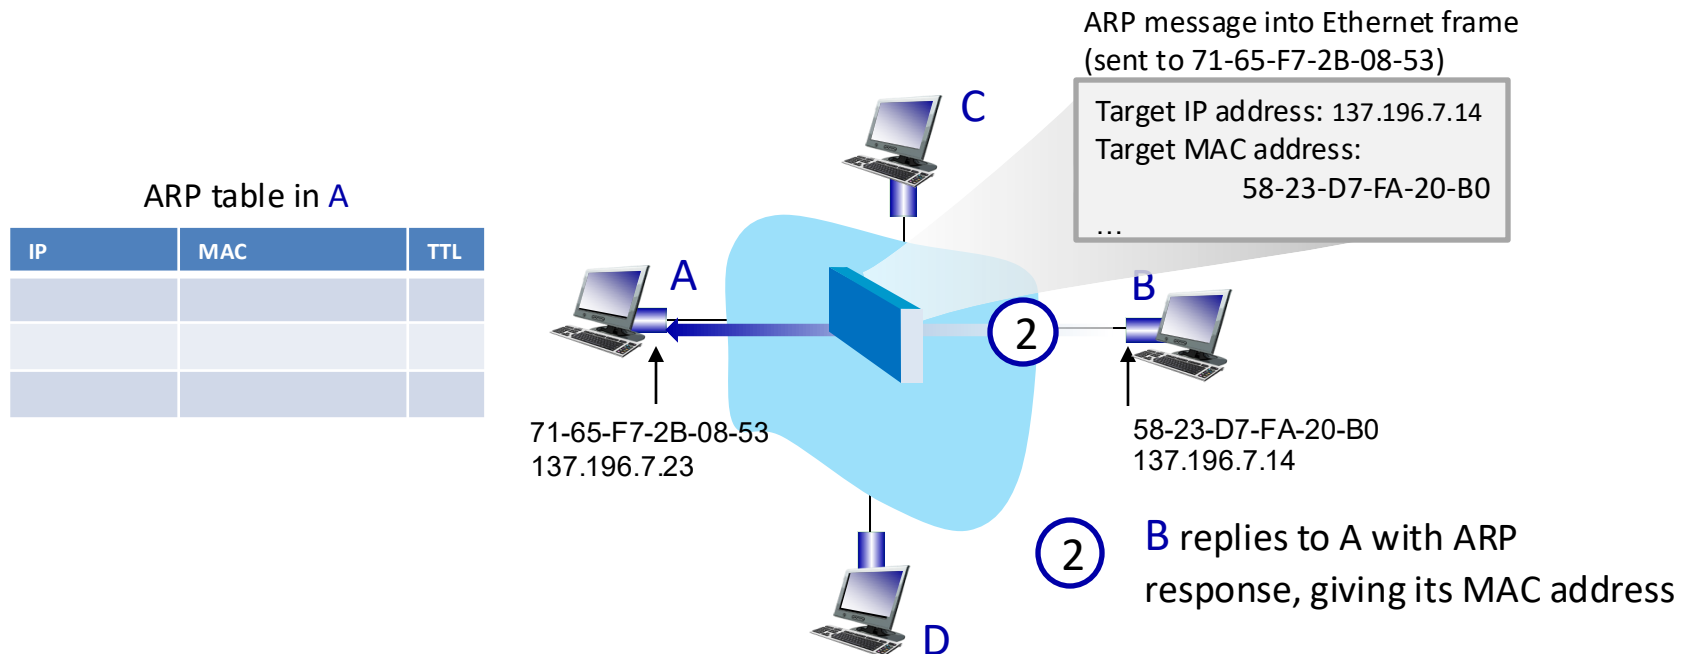 ARP message into Ethernet frame
(sent to 71-65-F7-2B-08-53)
Target IP address: 137.196.7.14
Target MAC address:
58-23-D7-FA-20-B0
...
C
ARP table in A
IP MAC TTL
A
B
2
71-65-F7-2B-08-53
137.196.7.23
58-23-D7-FA-20-B0
137.196.7.14
2
B replies to A with ARP
response, giving its MAC address
D